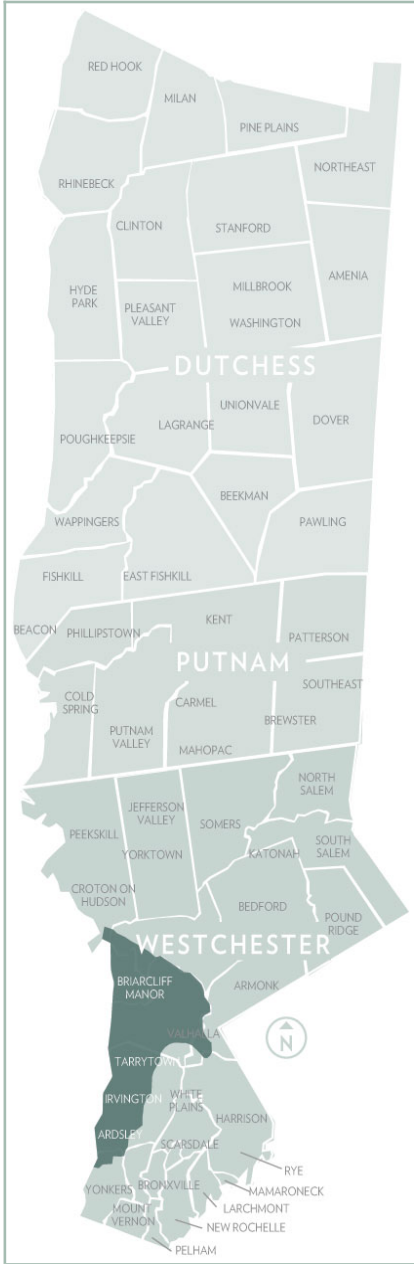 RED HOOK
MILAN
PINE PLAINS
NORTHEAST
RHINEBECK
CLINTON
STANFORD
AMENIA
HYDE
PARK
MILLBROOK
PLEASANT
VALLEY
WASHINGTON
DUTCHESS
UNIONVALE
LAGRANGE
DOVER
POUGHKEEPSIE
BEEKMAN
WAPPINGERS
PAWLING
FISHKILL
EAST FISHKILL
KENT
BEACON
PHILLIPSTOWN
PATTERSON
PUTNAM
SOUTHEAST
COLD
SPRING
CARMEL
BREWSTER
PUTNAM
VALLEY
MAHOPAC
NORTH
SALEM
JEFFERSON
VALLEY
SOMERS
PEEKSKILL
SOUTH
SALEM
YORKTOWN
KATONAH
CROTON ON
HUDSON
BEDFORD
POUND
RIDGE
WESTCHESTER
BRIARCLIFF
MANOR
ARMONK
VALHALLA
N
TARRYTOWN
WHITE
PLAINS
IRVINGTON
HARRISON
ARDSLEY
SCARSDALE
RYE
YONKERS
BRONXVILLE
MAMARONECK
LARCHMONT
MOUNT
VERNON
NEW ROCHELLE
PELHAM